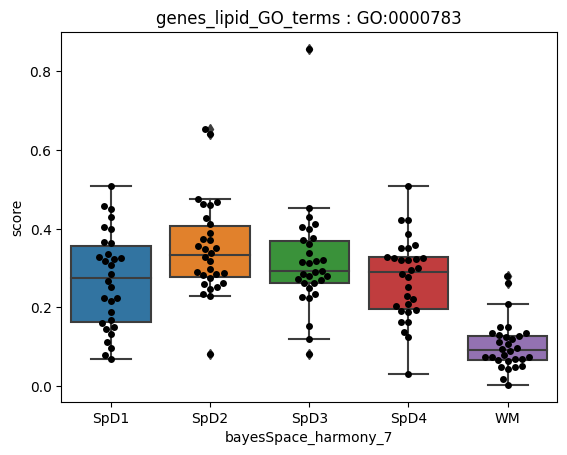 genes_lipid_GO_terms : GO:0000783
score
0.8
0.6
0.4
0.2
0.0
SpD1 SpD2 SpD3 SpD4 WM
bayesSpace_harmony_7